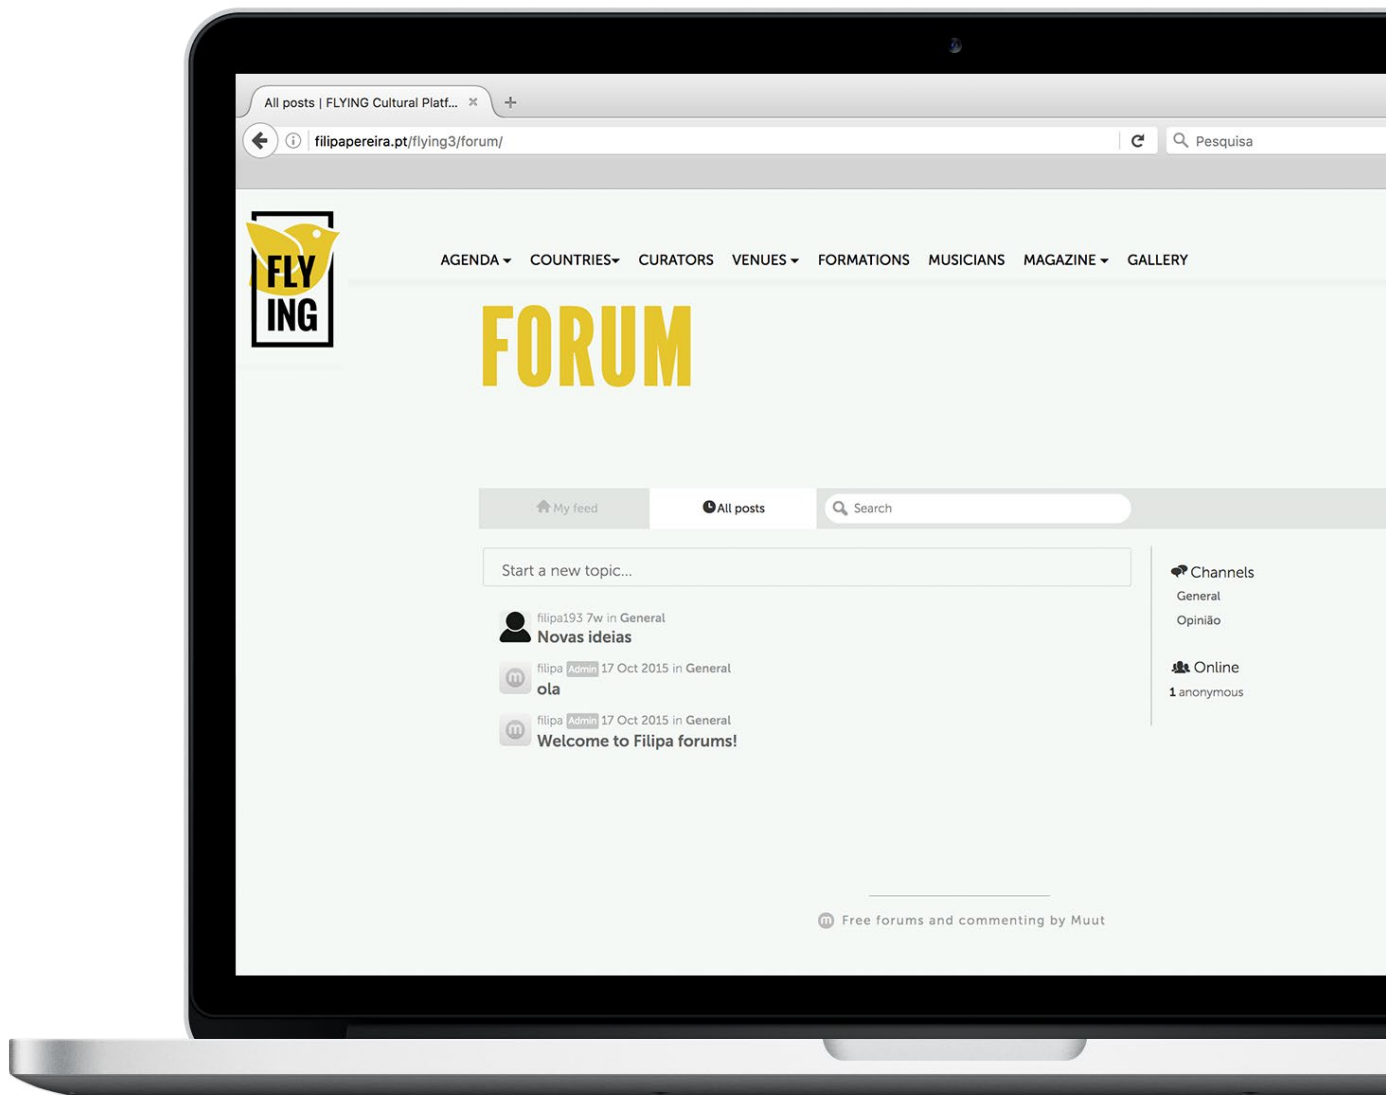 All posts | FLYING Cultural Platf...
filipapereira.pt/flying3/forum/
Pesquisa
FLY
ING
AGENDA COUNTRIES CURATORS VENUES FORMATIONS MUSICIANS MAGAZINE GALLERY
FORUM
My feed
All posts
Search
Start a new topic...
Channels
General
Opinião
Online
1 anonymous
filipa193 7w in General
Novas ideias
filipa Admin 17 Oct 2015 in General
ola
filipa Admin 17 Oct 2015 in General
Welcome to Filipa forums!
m Free forums and commenting by Muut